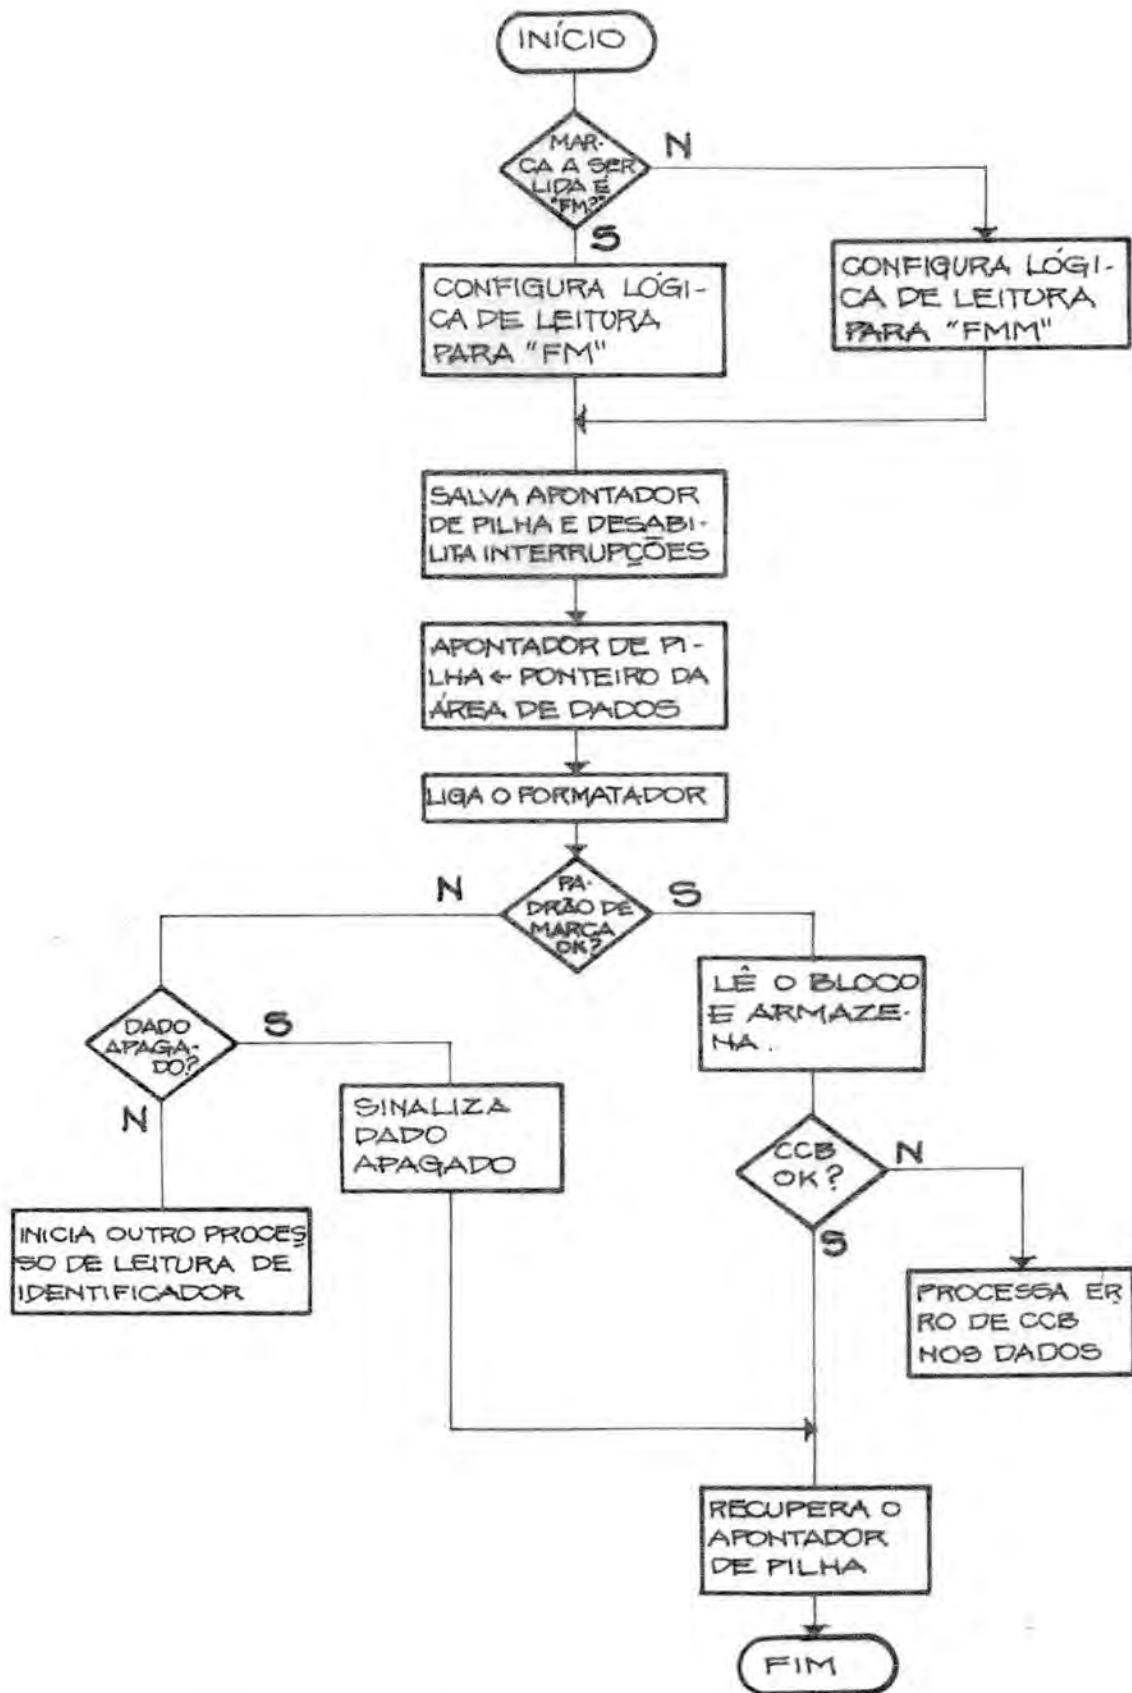 INÍCIO
MAR-
CA A SER
LIDA É
"FM?"
N
S
CONFIGURA LÓGI-
CA DE LEITURA
PARA "FM"
CONFIGURA LÓGI-
CA DE LEITURA
PARA "FMM"
SALVA APONTADOR
DE PILHA E DESABI-
LITA INTERRUPÇÕES
APONTADOR DE PI-
LHA ← PONTEIRO DA
ÁREA DE DADOS
LIGA O FORMATADOR
PA-
DRÃO DE
MARCA
OK?
N
S
DADO
APAGA-
DO?
S
N
LÊ O BLOCO
E ARMAZE-
NA.
SINALIZA
DADO
APAGADO
CCB
OK?
N
S
INICIA OUTRO PROCES
SO DE LEITURA DE
IDENTIFICADOR
PROCESSA ER
RO DE CCB
NOS DADOS
RECUPERA O
APONTADOR
DE PILHA
FIM